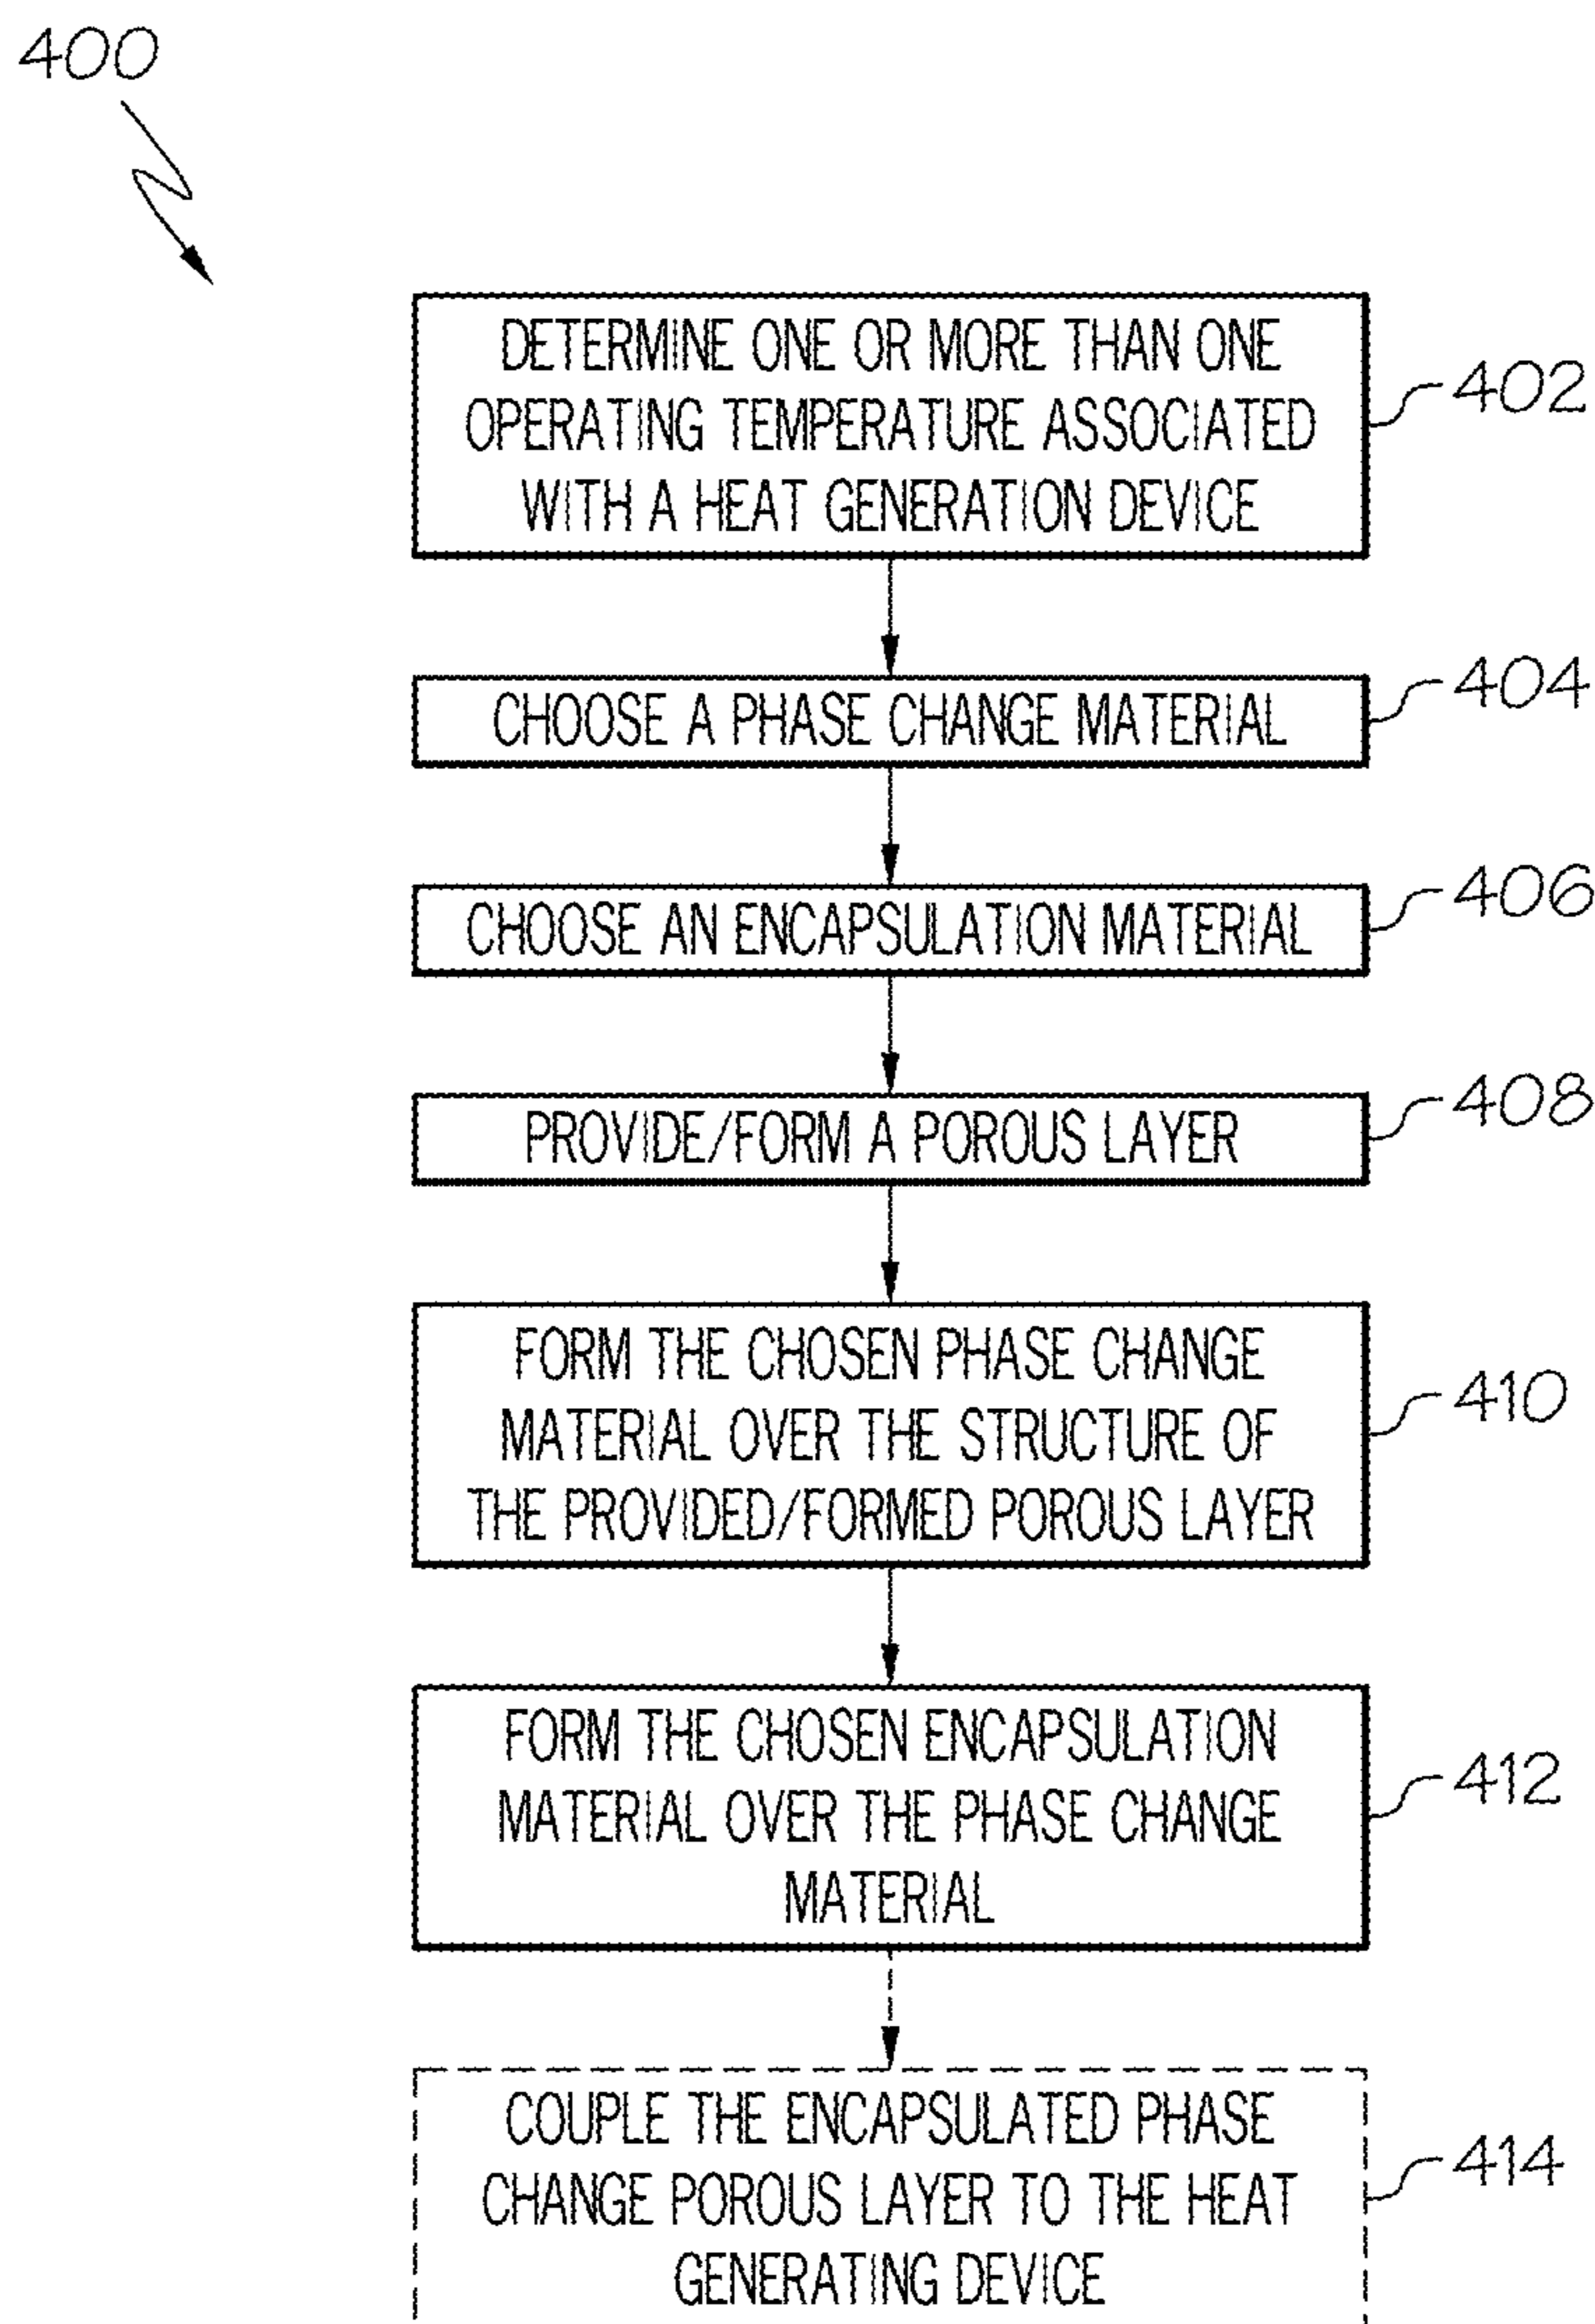 400
DETERMINE ONE OR MORE THAN ONE
OPERATING TEMPERATURE ASSOCIATED
WITH A HEAT GENERATION DEVICE
402
CHOOSE A PHASE CHANGE MATERIAL
404
CHOOSE AN ENCAPSULATION MATERIAL
406
PROVIDE/FORM A POROUS LAYER
408
FORM THE CHOSEN PHASE CHANGE
MATERIAL OVER THE STRUCTURE OF
THE PROVIDED/FORMED POROUS LAYER
410
FORM THE CHOSEN ENCAPSULATION
MATERIAL OVER THE PHASE CHANGE
MATERIAL
412
COUPLE THE ENCAPSULATED PHASE
CHANGE POROUS LAYER TO THE HEAT
GENERATING DEVICE
414